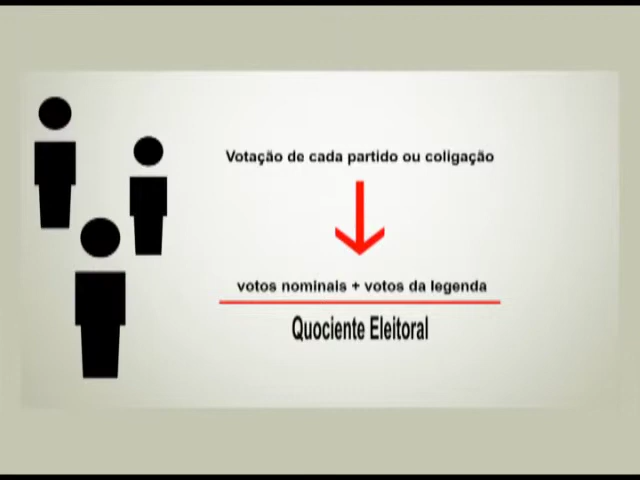 Votação de cada partido ou coligação
votos nominais + votos da legenda
Quociente Eleitoral